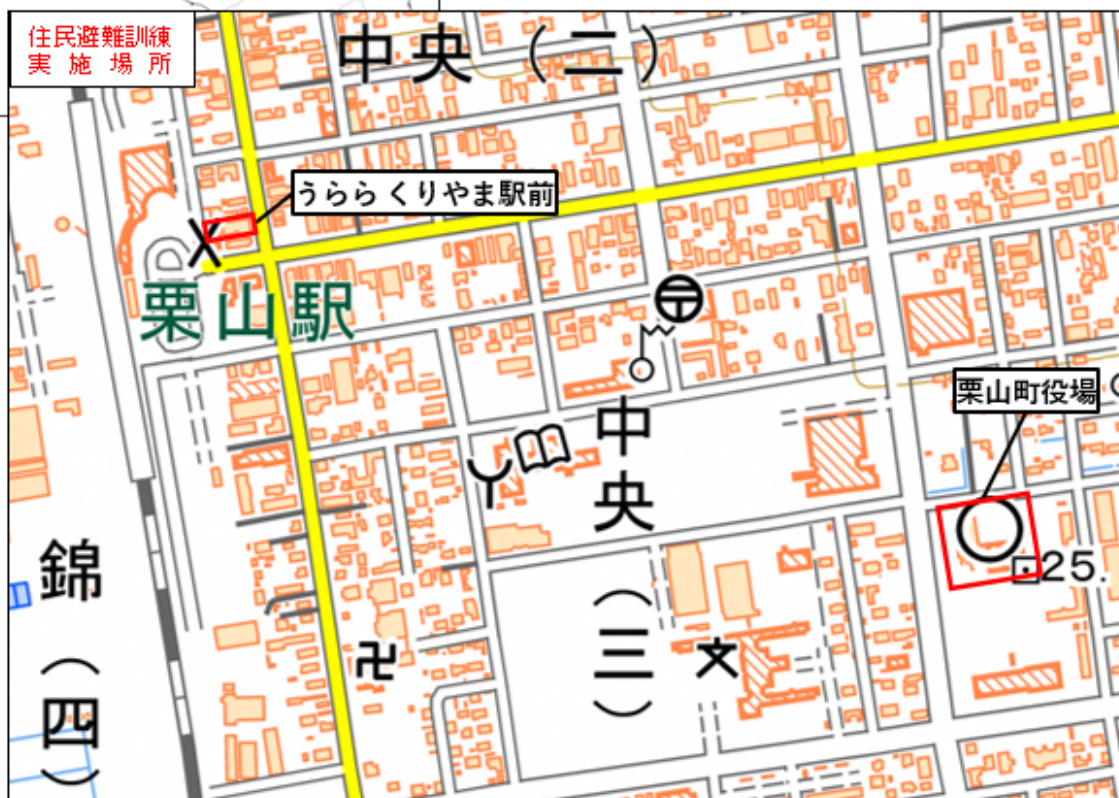 住民避難訓練
実施場所
中央（二）
うらら くりやま駅前
栗山駅
栗山町役場
中央（三）
25.
錦（四）